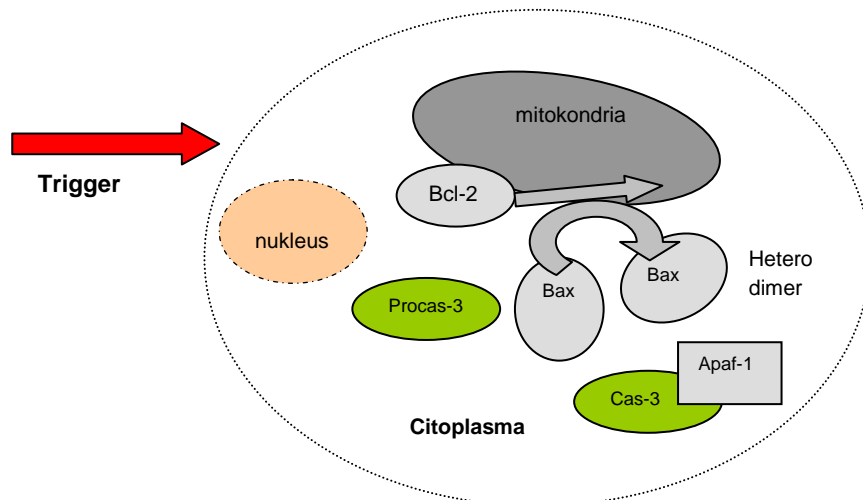 mitokondria
Trigger
Bcl-2
nukleus
Hetero
dimer
Bax
Bax
Procas-3
Apaf-1
Cas-3
Citoplasma